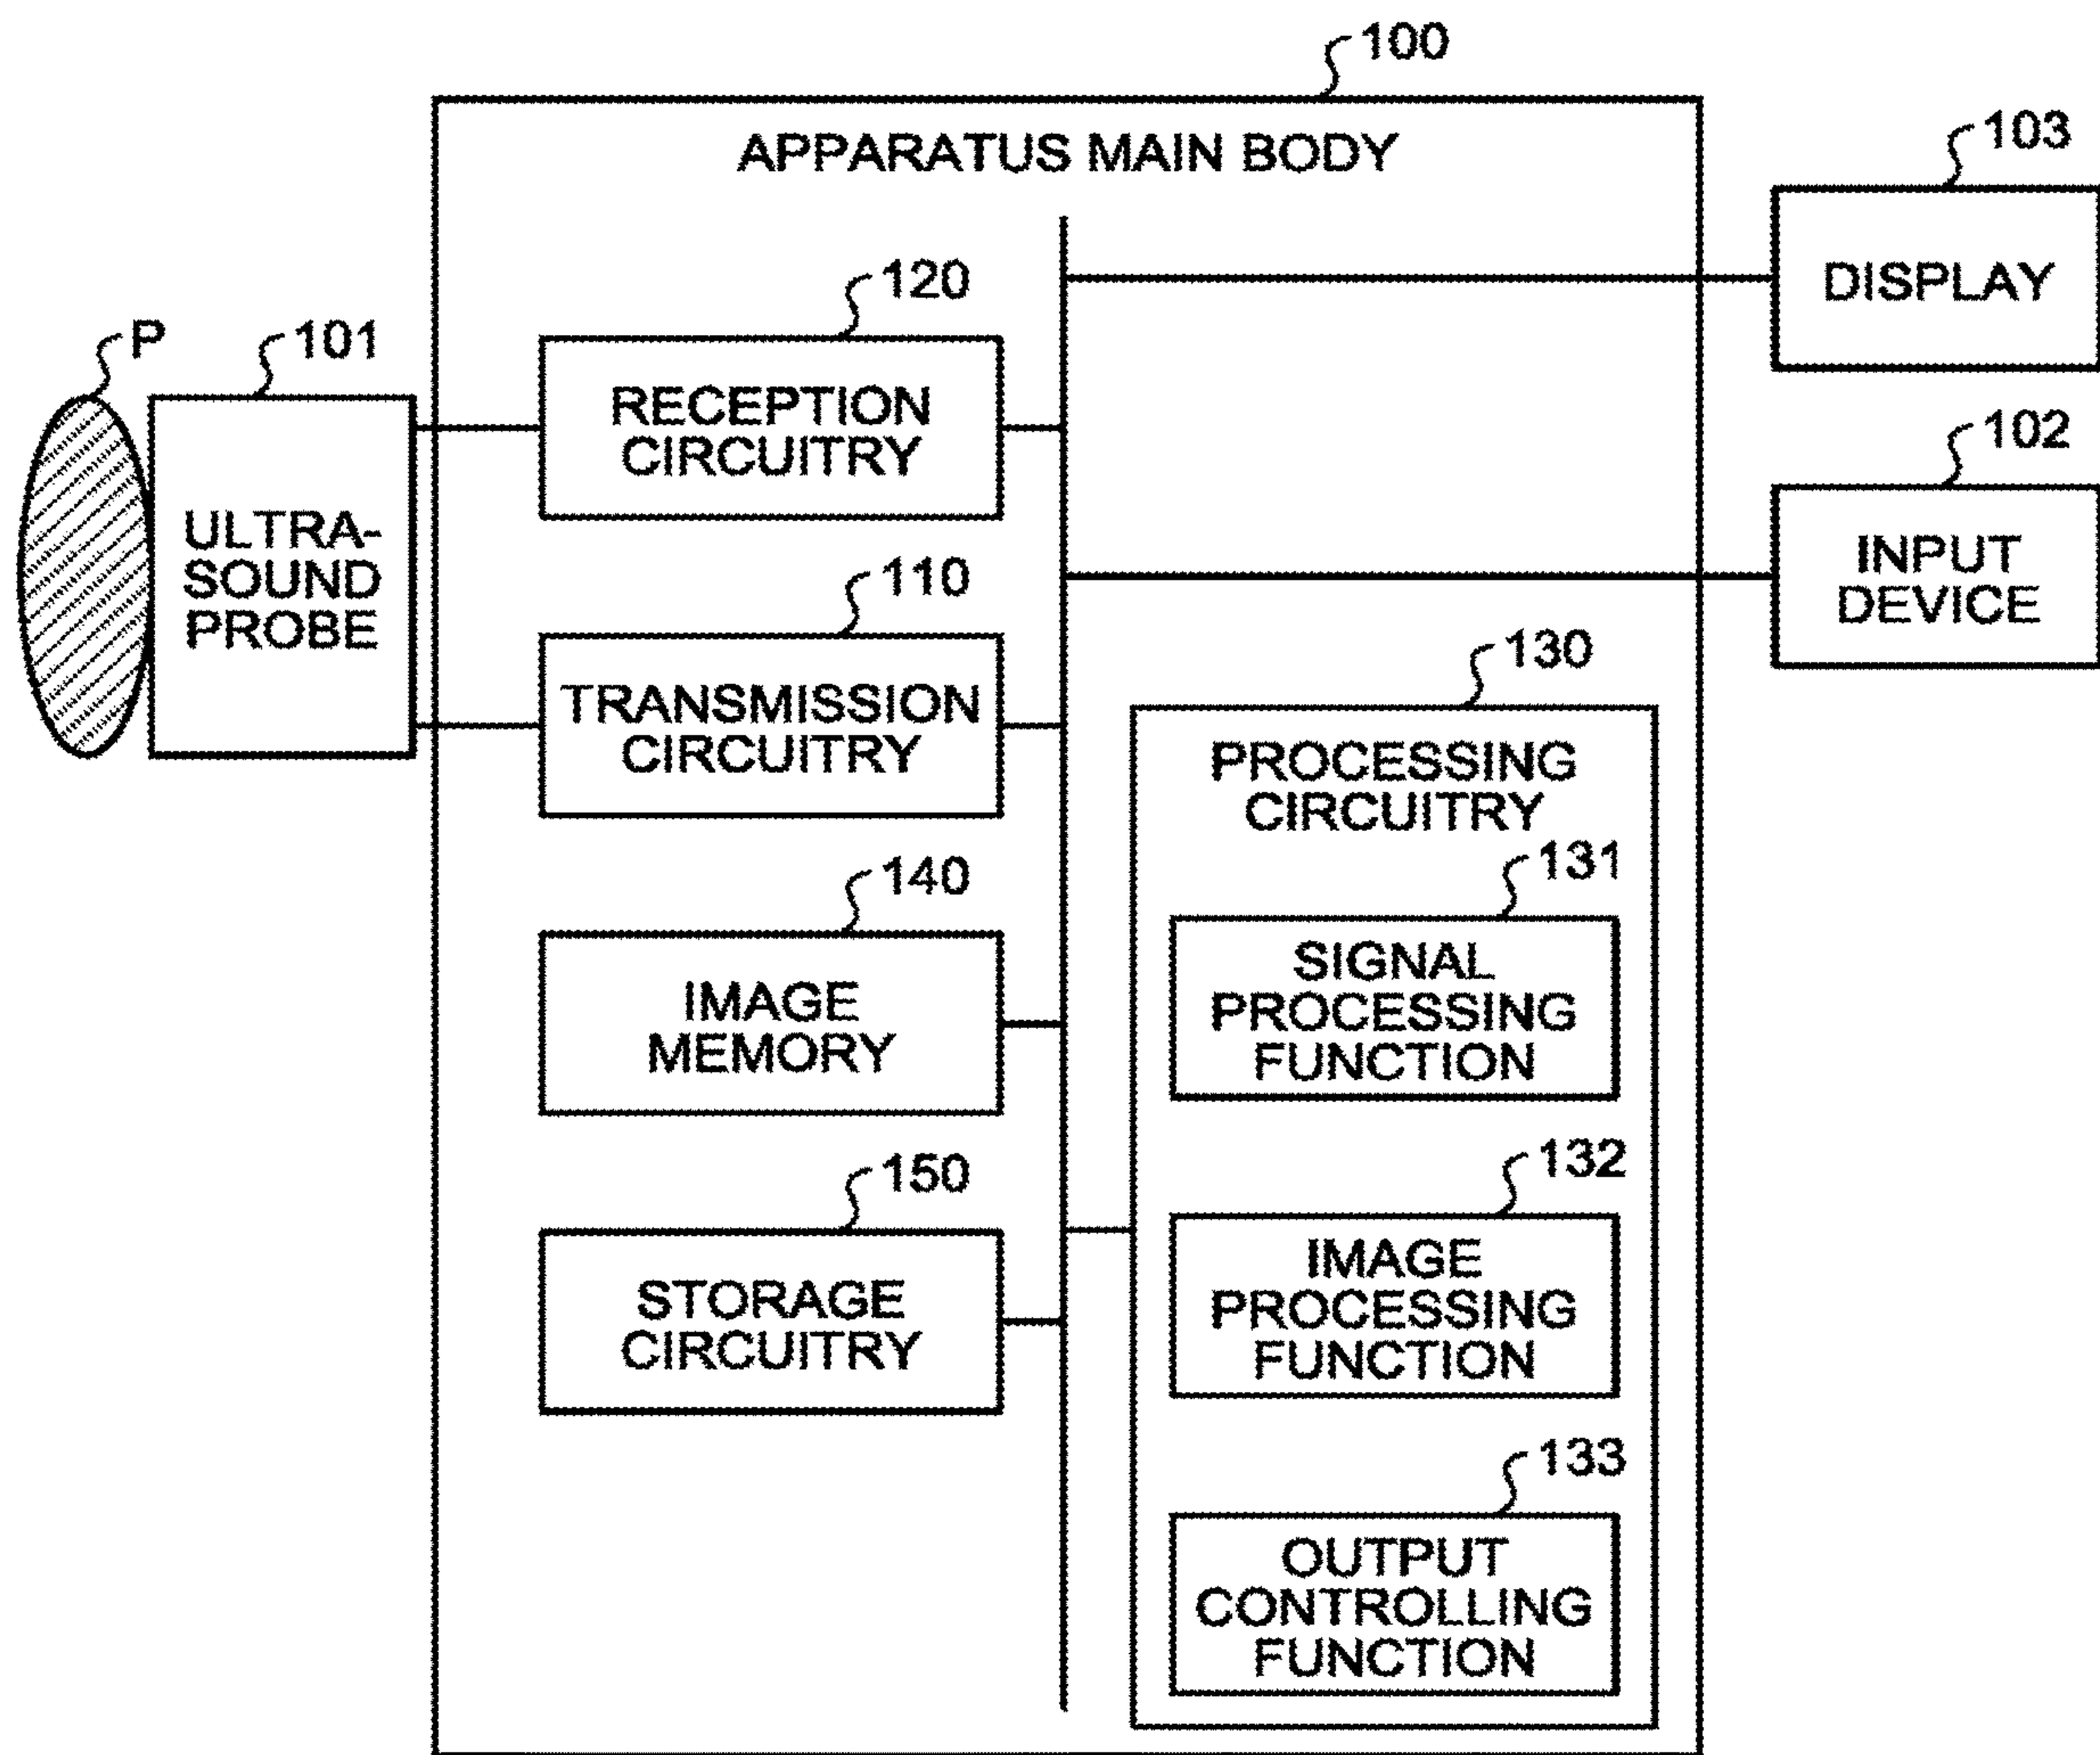 100
APPARATUS MAIN BODY
103
DISPLAY
120
RECEPTION
CIRCUITRY
P
101
ULTRA-
SOUND
PROBE
102
INPUT
DEVICE
110
TRANSMISSION
CIRCUITRY
130
PROCESSING
CIRCUITRY
140
IMAGE
MEMORY
131
SIGNAL
PROCESSING
FUNCTION
150
STORAGE
CIRCUITRY
132
IMAGE
PROCESSING
FUNCTION
133
OUTPUT
CONTROLLING
FUNCTION